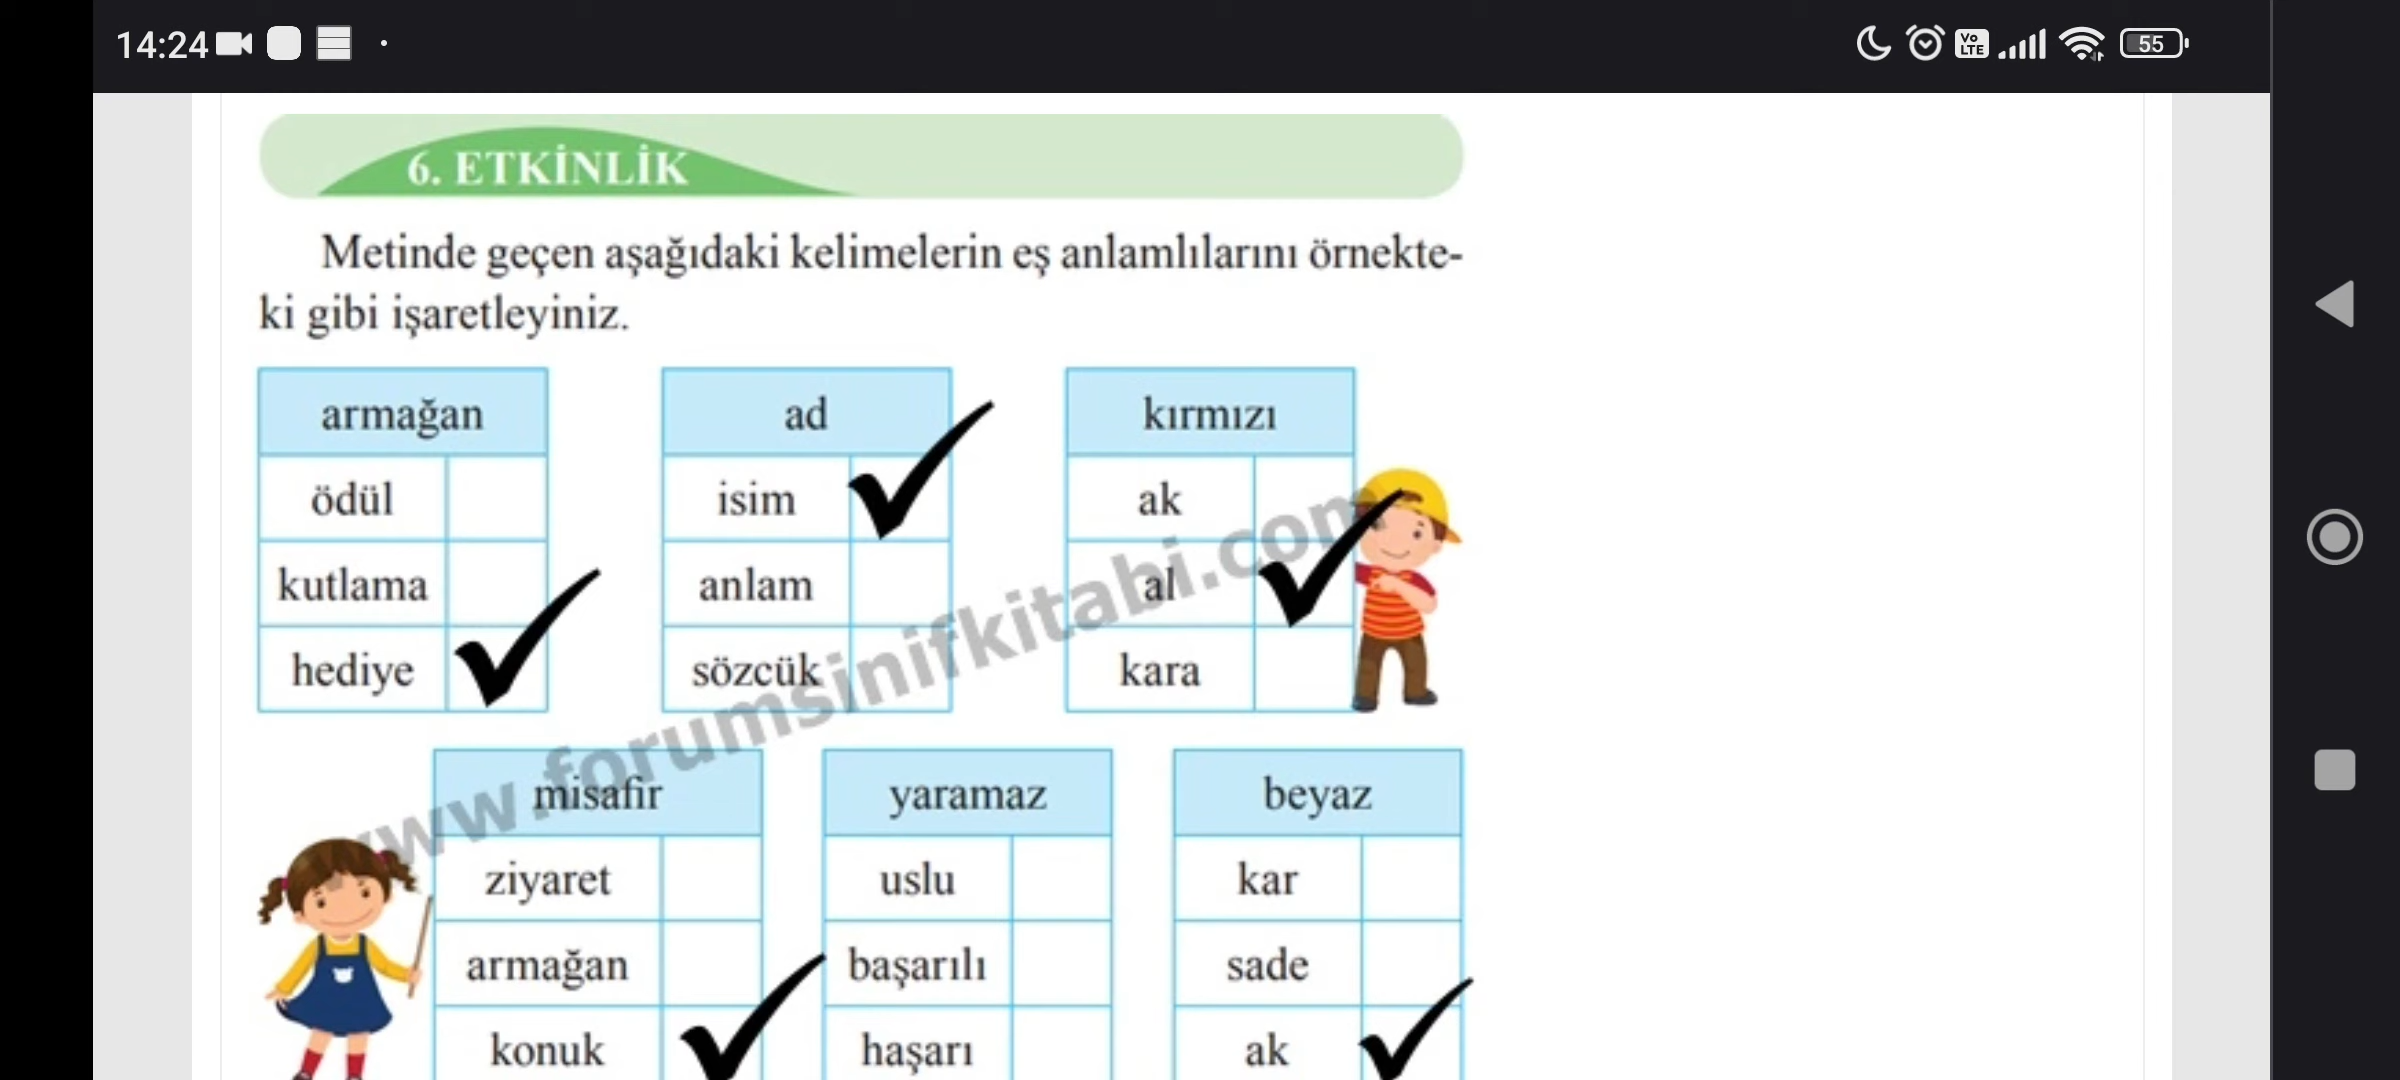 14:24
Vo
LTE
55
6. ETKİNLİK
Metinde geçen aşağıdaki kelimelerin eş anlamlılarını örnekte-
ki gibi işaretleyiniz.
armağan
ödül
kutlama
hediye
ad
isim
anlam
sözcük
kırmızı
ak
al
kara
www.forumsinifkitabi.com
misafir
ziyaret
armağan
konuk
yaramaz
uslu
başarılı
haşarı
beyaz
kar
sade
ak